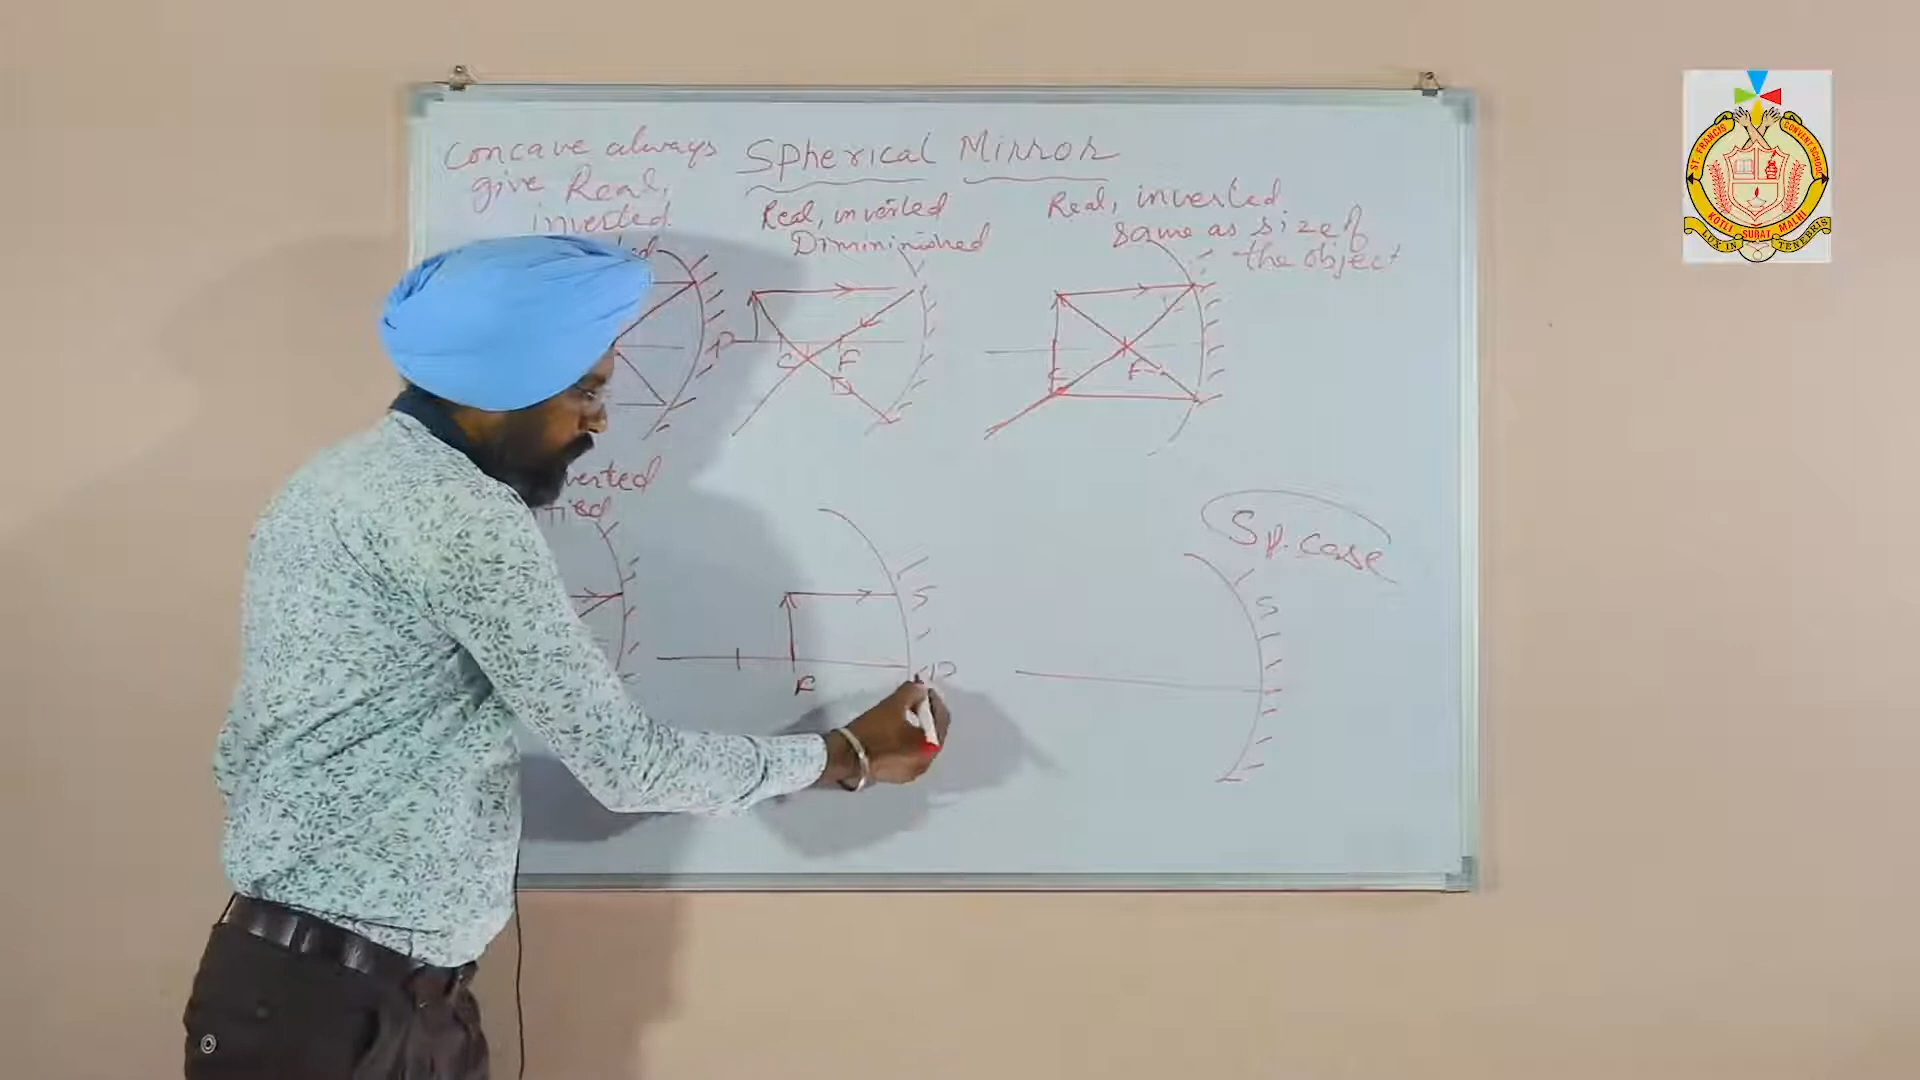 Spherical Mirror
Concave always
give Real,
inverted
Real, inverted
Diminished
Real, inverted
same as size of
the object
P
C
F
F
verted
Sp. case
F
P
ST. FRANCIS CONVENT SCHOOL
KOTLI SURAT MALHI
LUX IN TENEBRIS